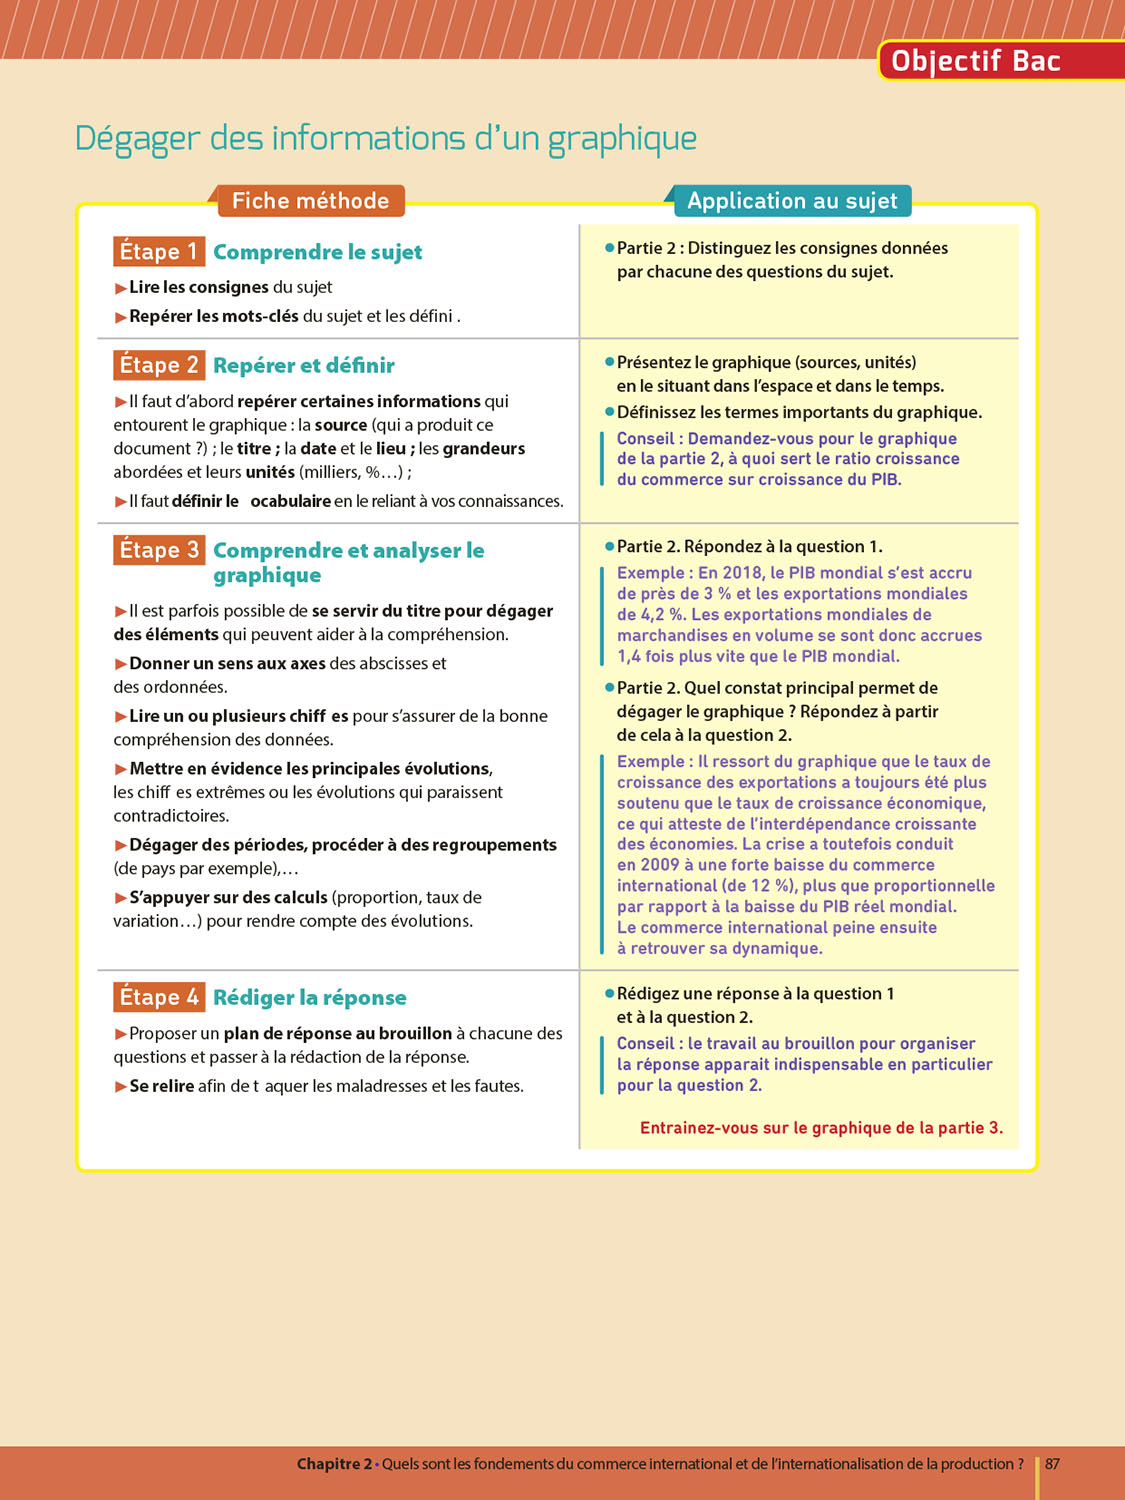 Objectif Bac
Dégager des informations d’un graphique
Fiche méthode
Étape 1 Comprendre le sujet
►Lire les consignes du sujet
►Repérer les mots-clés du sujet et les défini .
Étape 2 Repérer et définir
►Il faut d’abord repérer certaines informations qui
entourent le graphique : la source (qui a produit ce
document ?) ; le titre ; la date et le lieu ; les grandeurs
abordées et leurs unités (milliers, %…) ;
►Il faut définir le ocabulaire en le reliant à vos connaissances.
Étape 3 Comprendre et analyser le
graphique
►Il est parfois possible de se servir du titre pour dégager
des éléments qui peuvent aider à la compréhension.
►Donner un sens aux axes des abscisses et
des ordonnées.
►Lire un ou plusieurs chiff es pour s’assurer de la bonne
compréhension des données.
►Mettre en évidence les principales évolutions,
les chiff es extrêmes ou les évolutions qui paraissent
contradictoires.
►Dégager des périodes, procéder à des regroupements
(de pays par exemple),…
►S’appuyer sur des calculs (proportion, taux de
variation…) pour rendre compte des évolutions.
Étape 4 Rédiger la réponse
►Proposer un plan de réponse au brouillon à chacune des
questions et passer à la rédaction de la réponse.
►Se relire afin de t aquer les maladresses et les fautes.
Application au sujet
•Partie 2 : Distinguez les consignes données
par chacune des questions du sujet.
•Présentez le graphique (sources, unités)
en le situant dans l’espace et dans le temps.
•Définissez les termes importants du graphique.
Conseil : Demandez-vous pour le graphique
de la partie 2, à quoi sert le ratio croissance
du commerce sur croissance du PIB.
•Partie 2. Répondez à la question 1.
Exemple : En 2018, le PIB mondial s’est accru
de près de 3 % et les exportations mondiales
de 4,2 %. Les exportations mondiales de
marchandises en volume se sont donc accrues
1,4 fois plus vite que le PIB mondial.
•Partie 2. Quel constat principal permet de
dégager le graphique ? Répondez à partir
de cela à la question 2.
Exemple : Il ressort du graphique que le taux de
croissance des exportations a toujours été plus
soutenu que le taux de croissance économique,
ce qui atteste de l’interdépendance croissante
des économies. La crise a toutefois conduit
en 2009 à une forte baisse du commerce
international (de 12 %), plus que proportionnelle
par rapport à la baisse du PIB réel mondial.
Le commerce international peine ensuite
à retrouver sa dynamique.
•Rédigez une réponse à la question 1
et à la question 2.
Conseil : le travail au brouillon pour organiser
la réponse apparait indispensable en particulier
pour la question 2.
Entrainez-vous sur le graphique de la partie 3.
Chapitre 2 • Quels sont les fondements du commerce international et de l’internationalisation de la production ? 87